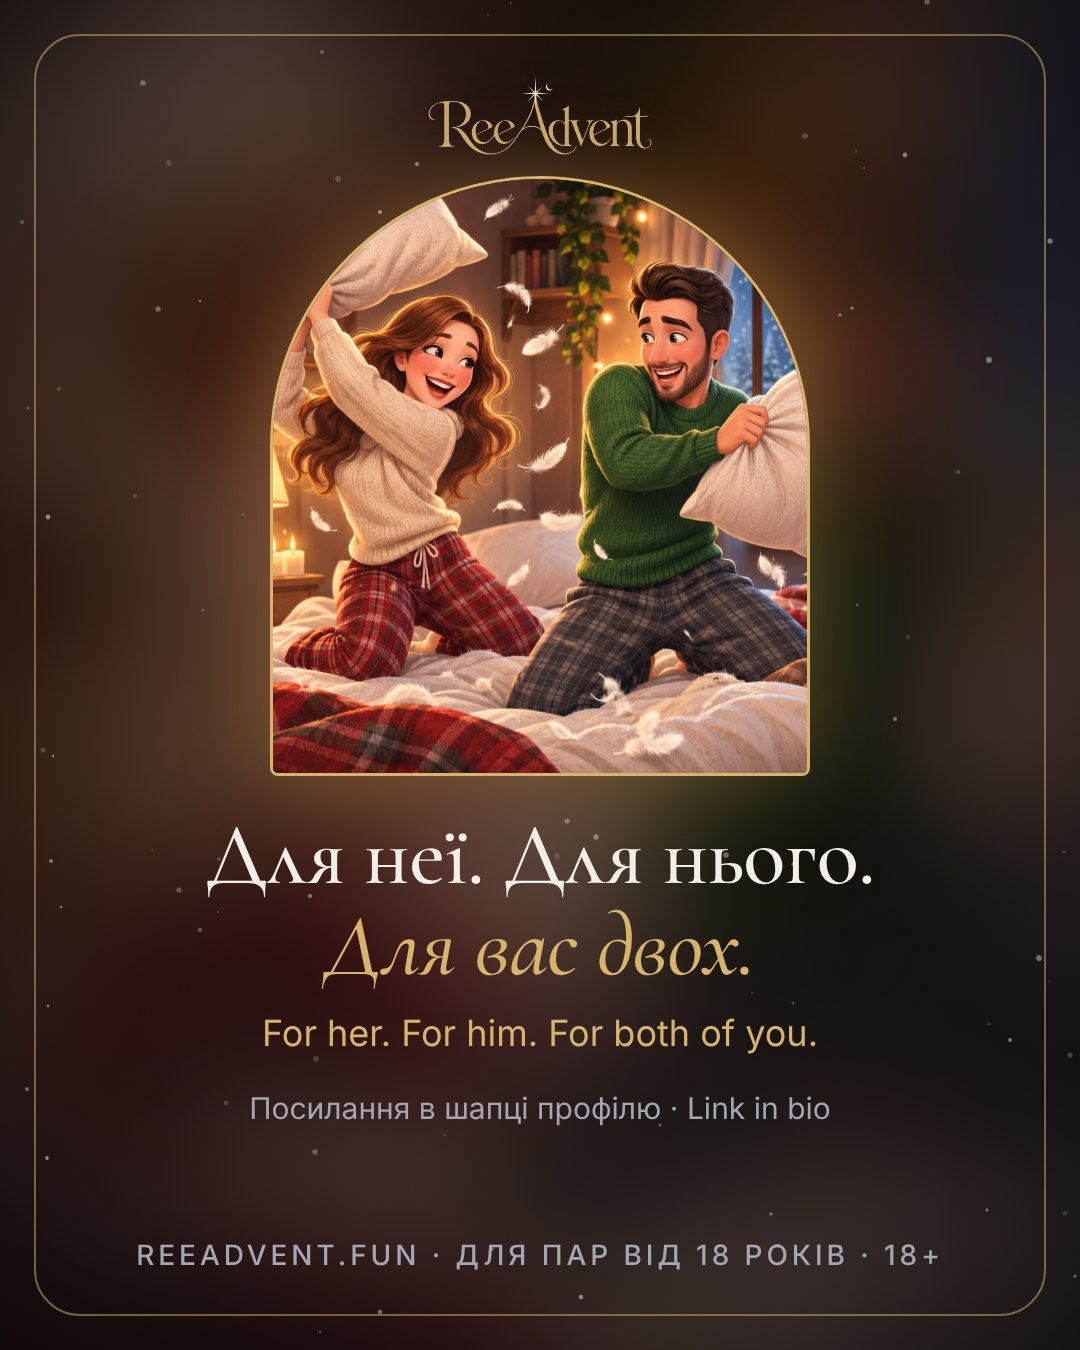 ReeAdvent
Для неї. Для нього.
Для вас двох.
For her. For him. For both of you.
Посилання в шапці профілю · Link in bio
REEADVENT.FUN · ДЛЯ ПАР ВІД 18 РОКІВ · 18+